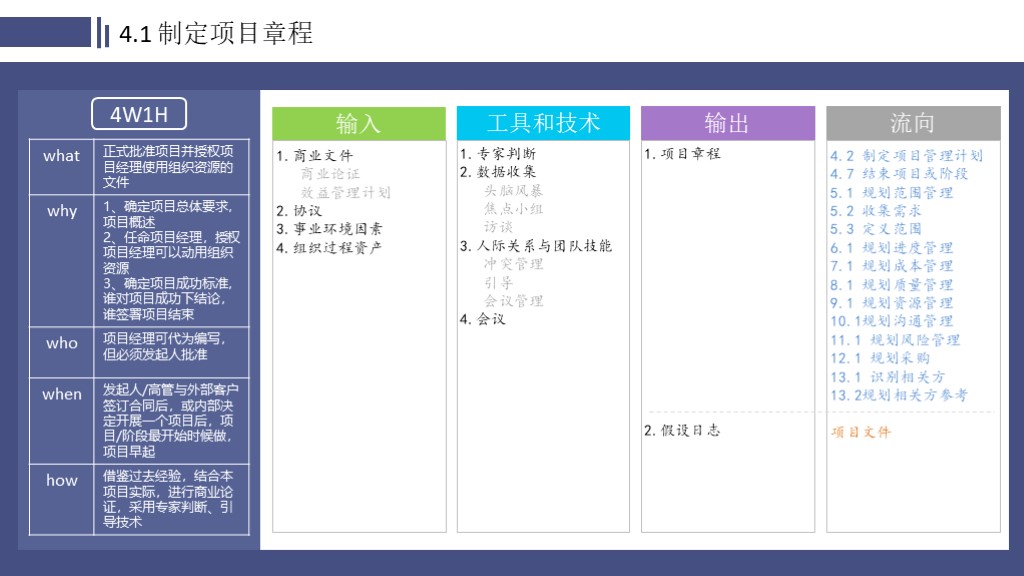 4.1 制定项目章程
4W1H
what
正式批准项目并授权项
目经理使用组织资源的
文件
why
1、确定项目总体要求，
项目概述
2、任命项目经理，授权
项目经理可以动用组织
资源
3、确定项目成功标准，
谁对项目成功下结论，
谁签署项目结束
who
项目经理可代为编写，
但必须发起人批准
when
发起人/高管与外部客户
签订合同后，或内部决
定开展一个项目后，项
目/阶段最开始时候做，
项目早起
how
借鉴过去经验，结合本
项目实际，进行商业论
证，采用专家判断、引
导技术
输入
1. 商业文件
商业论证
效益管理计划
2. 协议
3. 事业环境因素
4. 组织过程资产
工具和技术
1. 专家判断
2. 数据收集
头脑风暴
焦点小组
访谈
3. 人际关系与团队技能
冲突管理
引导
会议管理
4. 会议
输出
1. 项目章程
2. 假设日志
流向
4.2 制定项目管理计划
4.7 结束项目或阶段
5.1 规划范围管理
5.2 收集需求
5.3 定义范围
6.1 规划进度管理
7.1 规划成本管理
8.1 规划质量管理
9.1 规划资源管理
10.1规划沟通管理
11.1 规划风险管理
12.1 规划采购
13.1 识别相关方
13.2规划相关方参考
项目文件